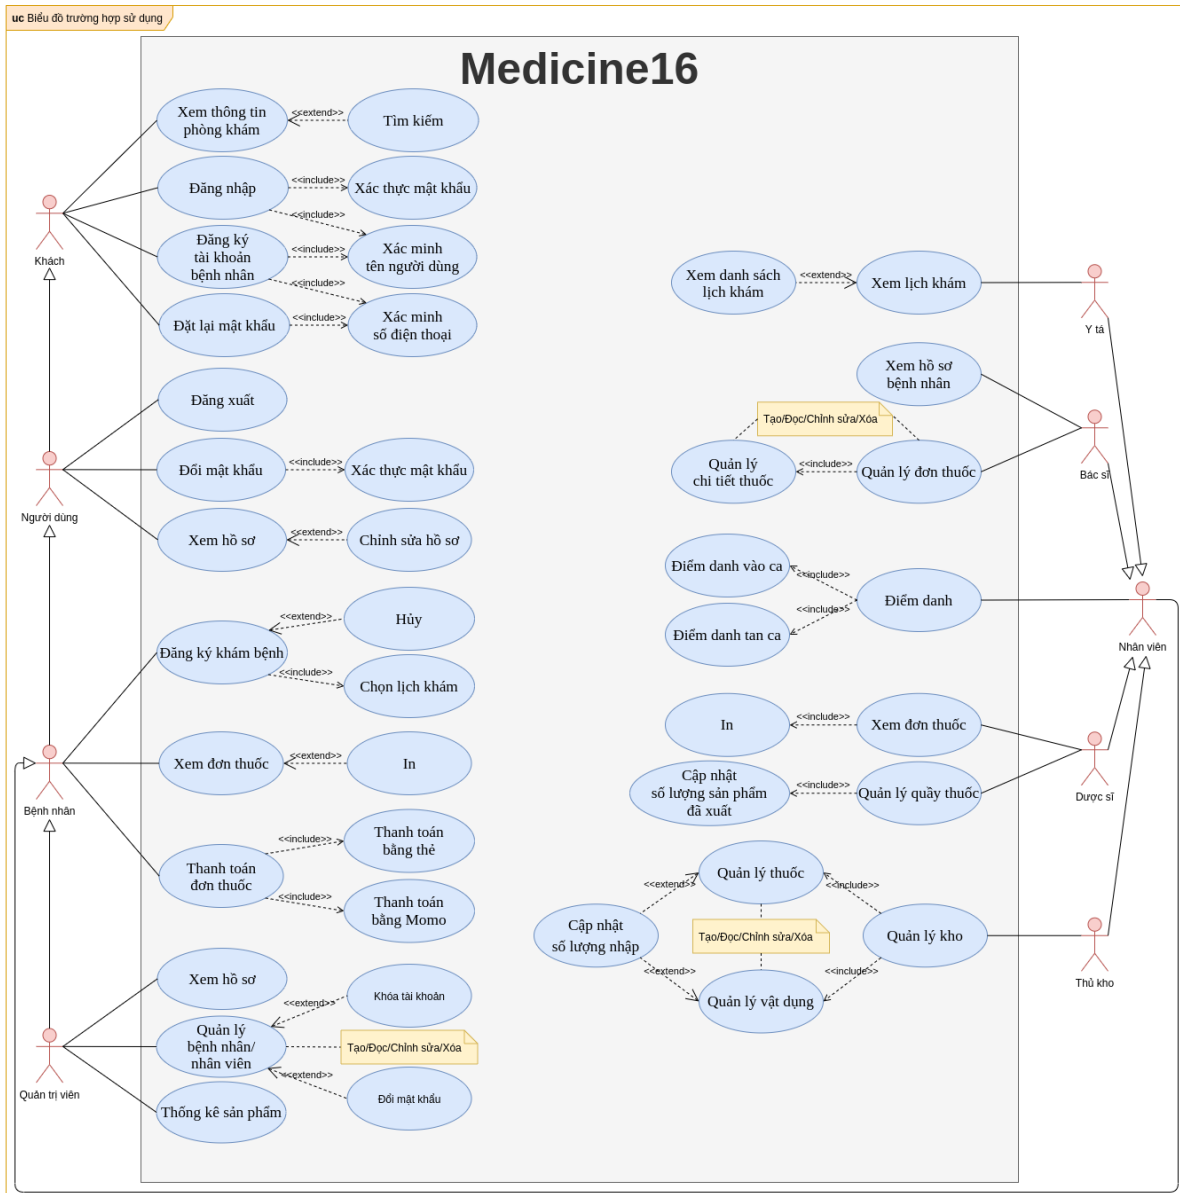 uc Biểu đồ trường hợp sử dụng
Medicine16
Xem thông tin
phòng khám
<<extend>>
Tìm kiếm
Đăng nhập
<<include>>
Xác thực mật khẩu
<<include>>
Khách
Đăng ký
tài khoản
bệnh nhân
<<include>>
Xác minh
tên người dùng
<<include>>
Đặt lại mật khẩu
<<include>>
Xác minh
số điện thoại
Đăng xuất
Người dùng
Đổi mật khẩu
<<include>>
Xác thực mật khẩu
Xem hồ sơ
<<extend>>
Chỉnh sửa hồ sơ
Đăng ký khám bệnh
<<extend>>
Hủy
<<include>>
Chọn lịch khám
Bệnh nhân
Xem đơn thuốc
<<extend>>
In
Thanh toán
đơn thuốc
<<include>>
Thanh toán
bằng thẻ
<<include>>
Thanh toán
bằng Momo
Xem hồ sơ
Quản trị viên
Quản lý
bệnh nhân/
nhân viên
<<extend>>
Khóa tài khoản
Tạo/Đọc/Chỉnh sửa/Xóa
<<extend>>
Đổi mật khẩu
Thống kê sản phẩm
Xem danh sách
lịch khám
<<extend>>
Xem lịch khám
Y tá
Xem hồ sơ
bệnh nhân
Tạo/Đọc/Chỉnh sửa/Xóa
Quản lý
chi tiết thuốc
<<include>>
Quản lý đơn thuốc
Bác sĩ
Điểm danh vào ca
<<include>>
Điểm danh
<<include>>
Điểm danh tan ca
Nhân viên
In
<<include>>
Xem đơn thuốc
Cập nhật
số lượng sản phẩm
đã xuất
<<include>>
Quản lý quầy thuốc
Dược sĩ
Quản lý thuốc
<<extend>>
<<include>>
Cập nhật
số lượng nhập
Tạo/Đọc/Chỉnh sửa/Xóa
Quản lý kho
<<extend>>
<<include>>
Quản lý vật dụng
Thủ kho